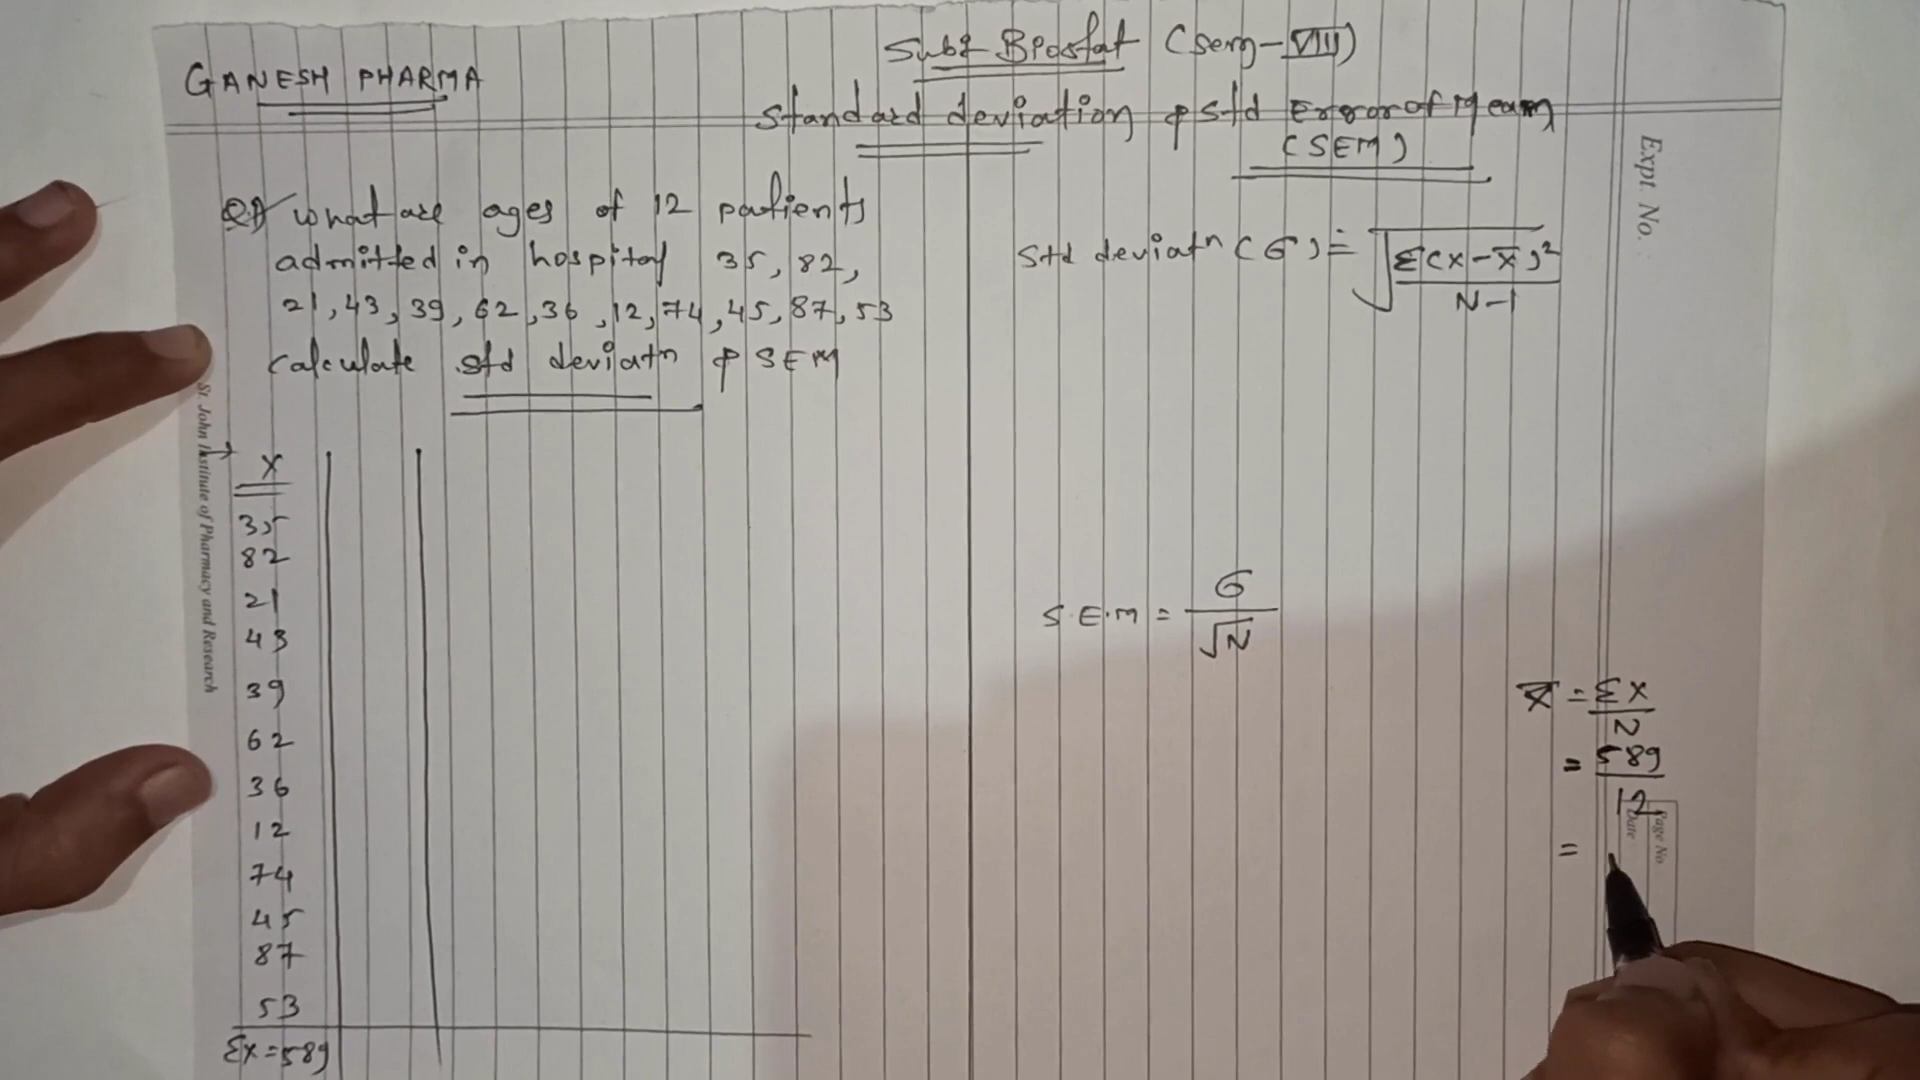 GANESH PHARMA
Sub:- Biostat (Sem-VIII)
Standard deviation & Std Error of Mean
(SEM)
Q1) What are ages of 12 patients
admitted in hospital 35, 82,
21, 43, 39, 62, 36, 12, 74, 45, 87, 53
calculate std deviatn & SEM
Std deviatn (σ) = √Σ(x-x̄)²
N-1
X
35
82
21
43
39
62
36
12
74
45
87
53
Σx=589
S.E.M = σ
√N
x̄ = Σx
N
= 589
12
=
Expt. No.
St. John Institute of Pharmacy and Research
Page No
Date